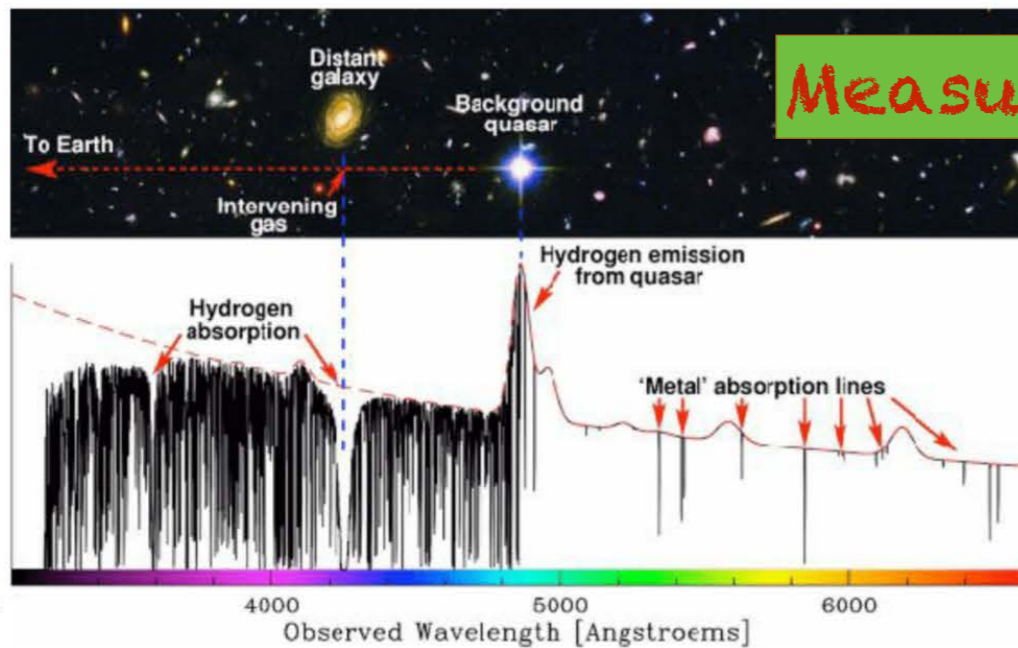 Distant
galaxy
Measu
Background
quasar
To Earth
Intervening
gas
Hydrogen emission
from quasar
Hydrogen
absorption
'Metal' absorption lines
4000 5000 6000
Observed Wavelength [Angstroems]